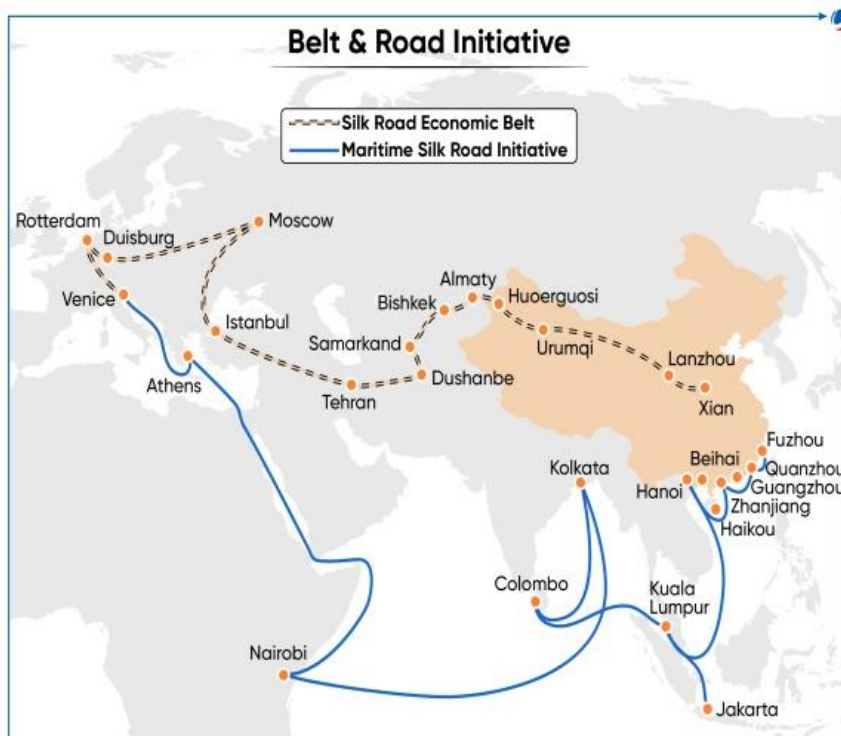 Belt & Road Initiative
Silk Road Economic Belt
Maritime Silk Road Initiative
Rotterdam
Duisburg
Moscow
Venice
Istanbul
Athens
Tehran
Samarkand
Dushanbe
Bishkek
Almaty
Huoerguosi
Urumqi
Lanzhou
Xian
Fuzhou
Beihai
Quanzhou
Guangzhou
Hanoi
Zhanjiang
Haikou
Kolkata
Colombo
Kuala
Lumpur
Nairobi
Jakarta